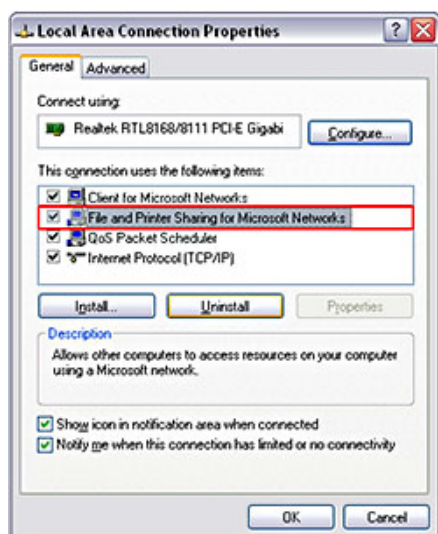 Local Area Connection Properties
General Advanced
Connect using:
Realtek RTL8168/8111 PCI-E Gigabi Configure...
This connection uses the following items:
Client for Microsoft Networks
File and Printer Sharing for Microsoft Networks
QoS Packet Scheduler
Internet Protocol (TCP/IP)
Install... Uninstall Properties
Description
Allows other computers to access resources on your computer
using a Microsoft network.
Show icon in notification area when connected
Notify me when this connection has limited or no connectivity
OK Cancel